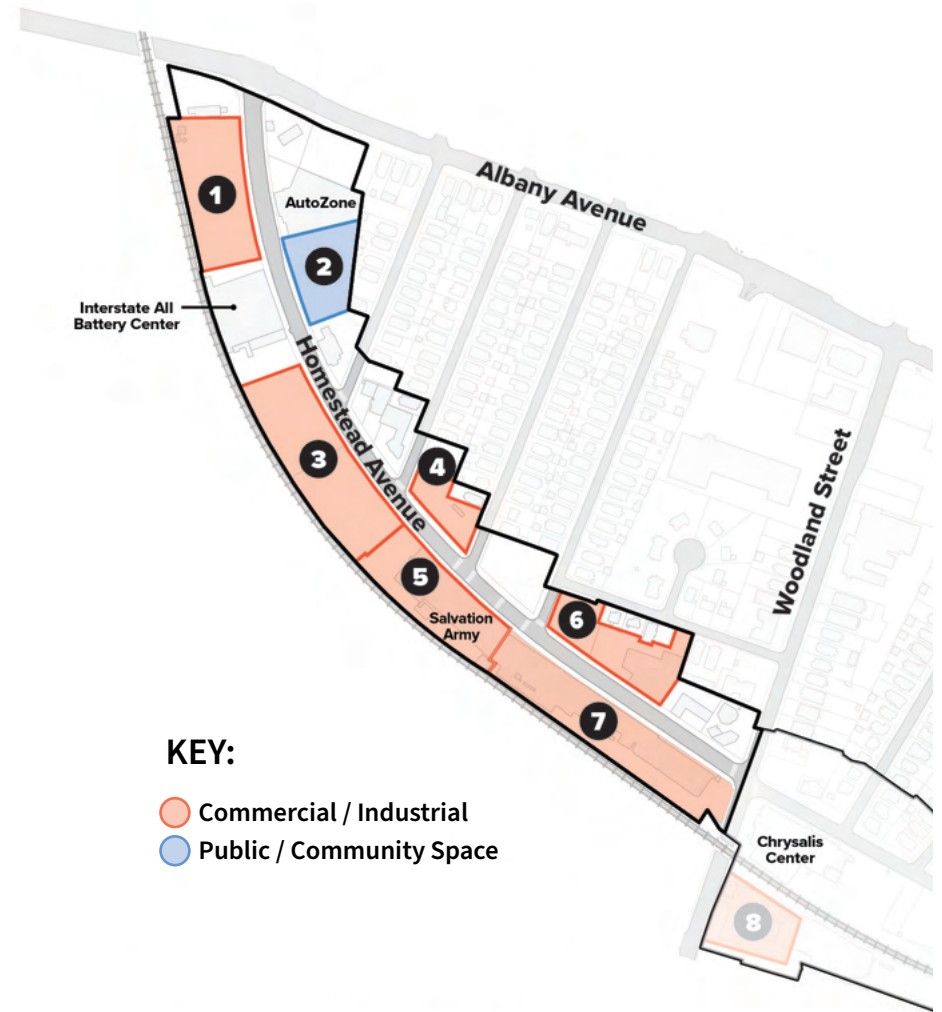 Albany Avenue
1
AutoZone
2
Interstate All
Battery Center
Homestead Avenue
3
4
Woodland Street
5
Salvation
Army
6
7
KEY:
Commercial / Industrial
Public / Community Space
Chrysalis
Center
8